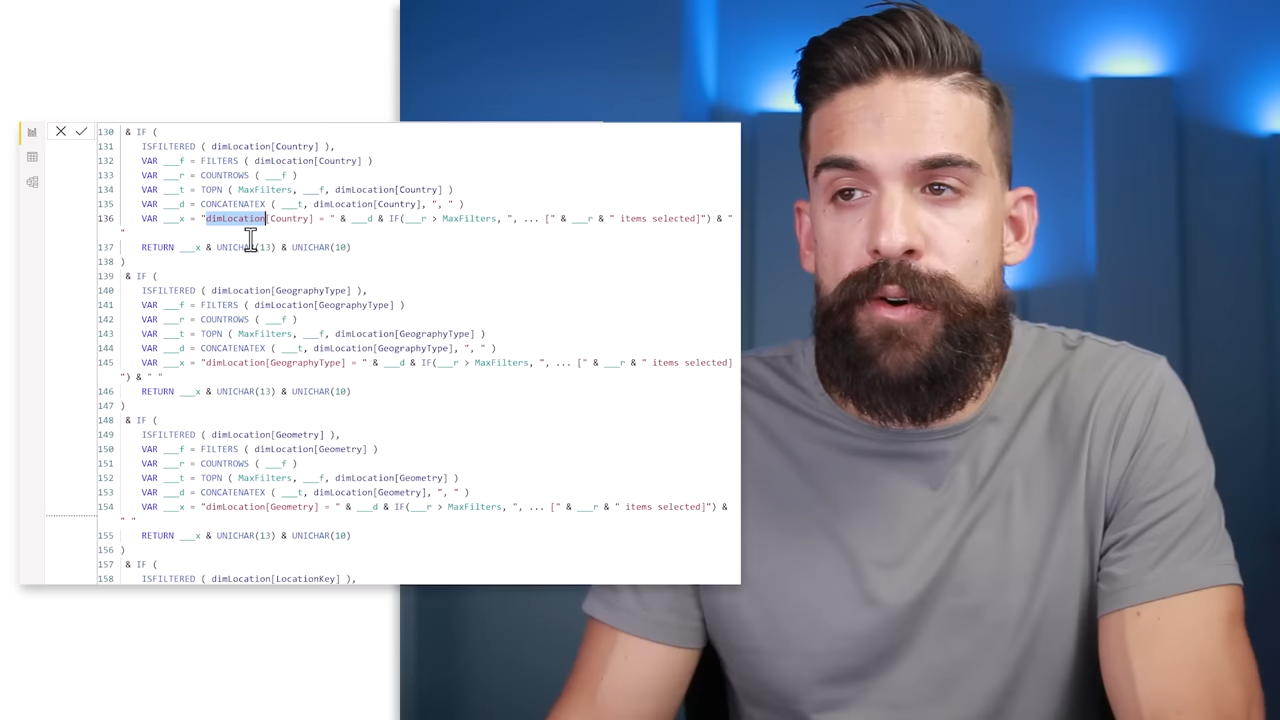 130 & IF (
131 ISFILTERED ( dimLocation[Country] ),
132 VAR ___f = FILTERS ( dimLocation[Country] )
133 VAR ___r = COUNTROWS ( ___f )
134 VAR ___t = TOPN ( MaxFilters, ___f, dimLocation[Country] )
135 VAR ___d = CONCATENATEX ( ___t, dimLocation[Country], ", " )
136 VAR ___x = "dimLocation[Country] = " & ___d & IF(___r > MaxFilters, ", ... [" & ___r & " items selected]") & "
"
137 RETURN ___x & UNICHAR(13) & UNICHAR(10)
138 )
139 & IF (
140 ISFILTERED ( dimLocation[GeographyType] ),
141 VAR ___f = FILTERS ( dimLocation[GeographyType] )
142 VAR ___r = COUNTROWS ( ___f )
143 VAR ___t = TOPN ( MaxFilters, ___f, dimLocation[GeographyType] )
144 VAR ___d = CONCATENATEX ( ___t, dimLocation[GeographyType], ", " )
145 VAR ___x = "dimLocation[GeographyType] = " & ___d & IF(___r > MaxFilters, ", ... [" & ___r & " items selected]
") & " "
146 RETURN ___x & UNICHAR(13) & UNICHAR(10)
147 )
148 & IF (
149 ISFILTERED ( dimLocation[Geometry] ),
150 VAR ___f = FILTERS ( dimLocation[Geometry] )
151 VAR ___r = COUNTROWS ( ___f )
152 VAR ___t = TOPN ( MaxFilters, ___f, dimLocation[Geometry] )
153 VAR ___d = CONCATENATEX ( ___t, dimLocation[Geometry], ", " )
154 VAR ___x = "dimLocation[Geometry] = " & ___d & IF(___r > MaxFilters, ", ... [" & ___r & " items selected]") &
" "
155 RETURN ___x & UNICHAR(13) & UNICHAR(10)
156 )
157 & IF (
158 ISFILTERED ( dimLocation[LocationKey] ),